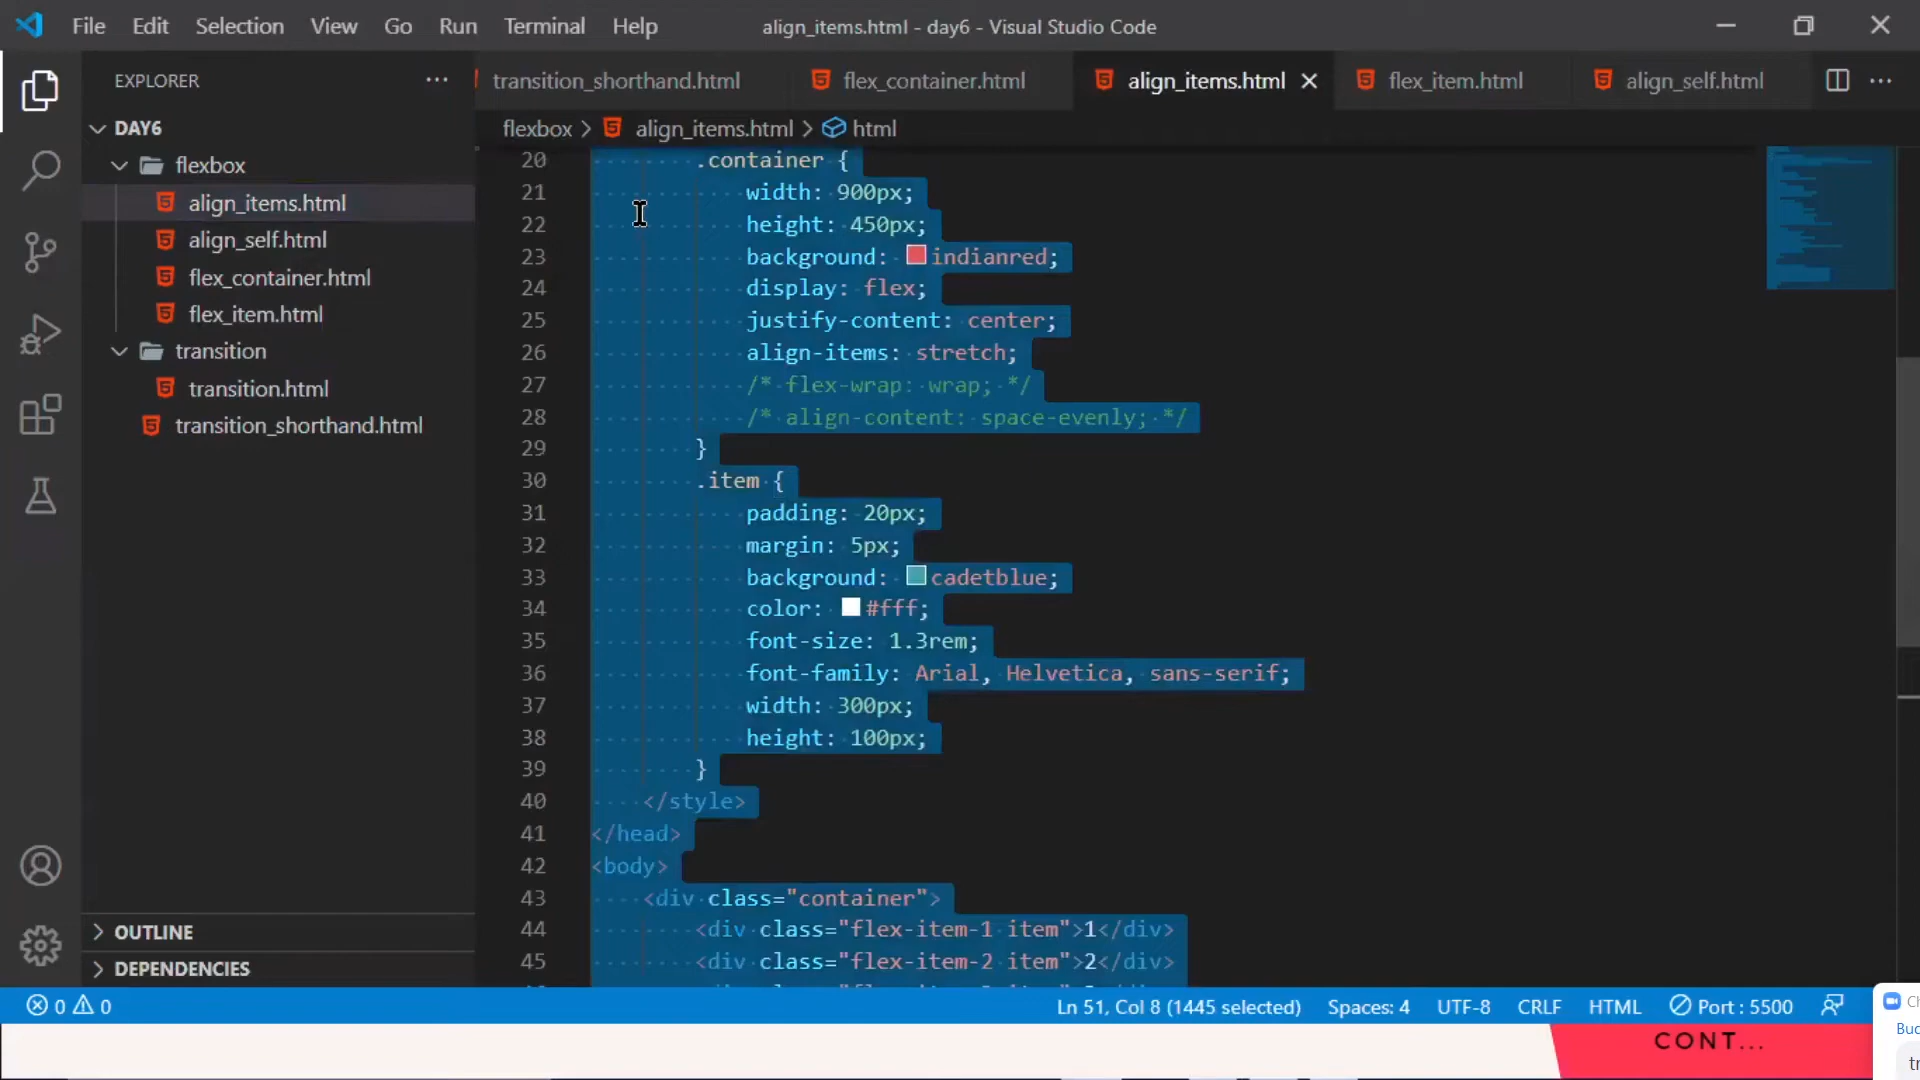 File Edit Selection View Go Run Terminal Help
align_items.html - day6 - Visual Studio Code
EXPLORER
transition_shorthand.html
flex_container.html
align_items.html
flex_item.html
align_self.html
DAY6
flexbox > align_items.html > html
flexbox
align_items.html
align_self.html
flex_container.html
flex_item.html
transition
transition.html
transition_shorthand.html
OUTLINE
DEPENDENCIES
20 .container {
21 width: 900px;
22 height: 450px;
23 background: indianred;
24 display: flex;
25 justify-content: center;
26 align-items: stretch;
27 /* flex-wrap: wrap; */
28 /* align-content: space-evenly; */
29 }
30 .item {
31 padding: 20px;
32 margin: 5px;
33 background: cadetblue;
34 color: #fff;
35 font-size: 1.3rem;
36 font-family: Arial, Helvetica, sans-serif;
37 width: 300px;
38 height: 100px;
39 }
40 </style>
41 </head>
42 <body>
43 <div class="container">
44 <div class="flex-item-1 item">1</div>
45 <div class="flex-item-2 item">2</div>
0 0
Ln 51, Col 8 (1445 selected) Spaces: 4 UTF-8 CRLF HTML Port : 5500
CONT...